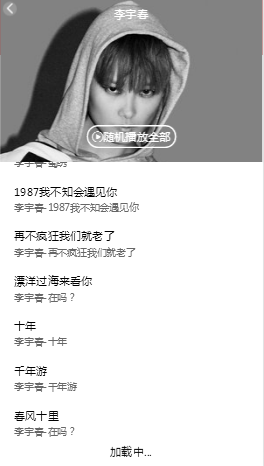 李宇春
随机播放全部
1987我不知会遇见你
李宇春- 1987我不知会遇见你
再不疯狂我们就老了
李宇春- 再不疯狂我们就老了
漂洋过海来看你
李宇春- 在吗？
十年
李宇春- 十年
千年游
李宇春- 千年游
春风十里
李宇春- 在吗？
加载中...